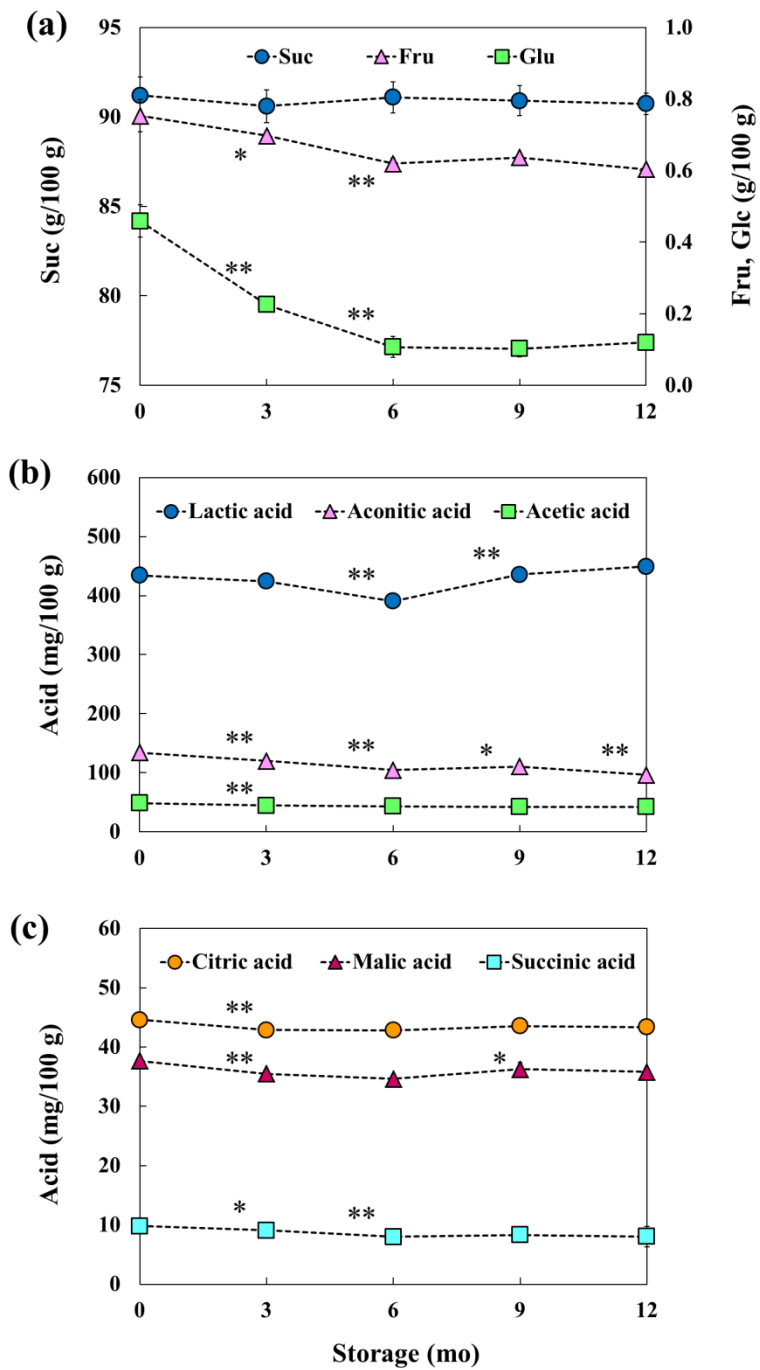 (a)
95
90
85
80
75
Suc (g/100 g)
Suc Fru Glu
*
**
**
**
1.0
0.8
0.6
0.4
0.2
0.0
Fru, Glc (g/100 g)
0 3 6 9 12
(b)
600
500
400
300
200
100
0
Acid (mg/100 g)
Lactic acid Aconitic acid Acetic acid
** **
** ** * **
**
0 3 6 9 12
(c)
60
50
40
30
20
10
0
Acid (mg/100 g)
Citric acid Malic acid Succinic acid
**
** *
* **
0 3 6 9 12
Storage (mo)